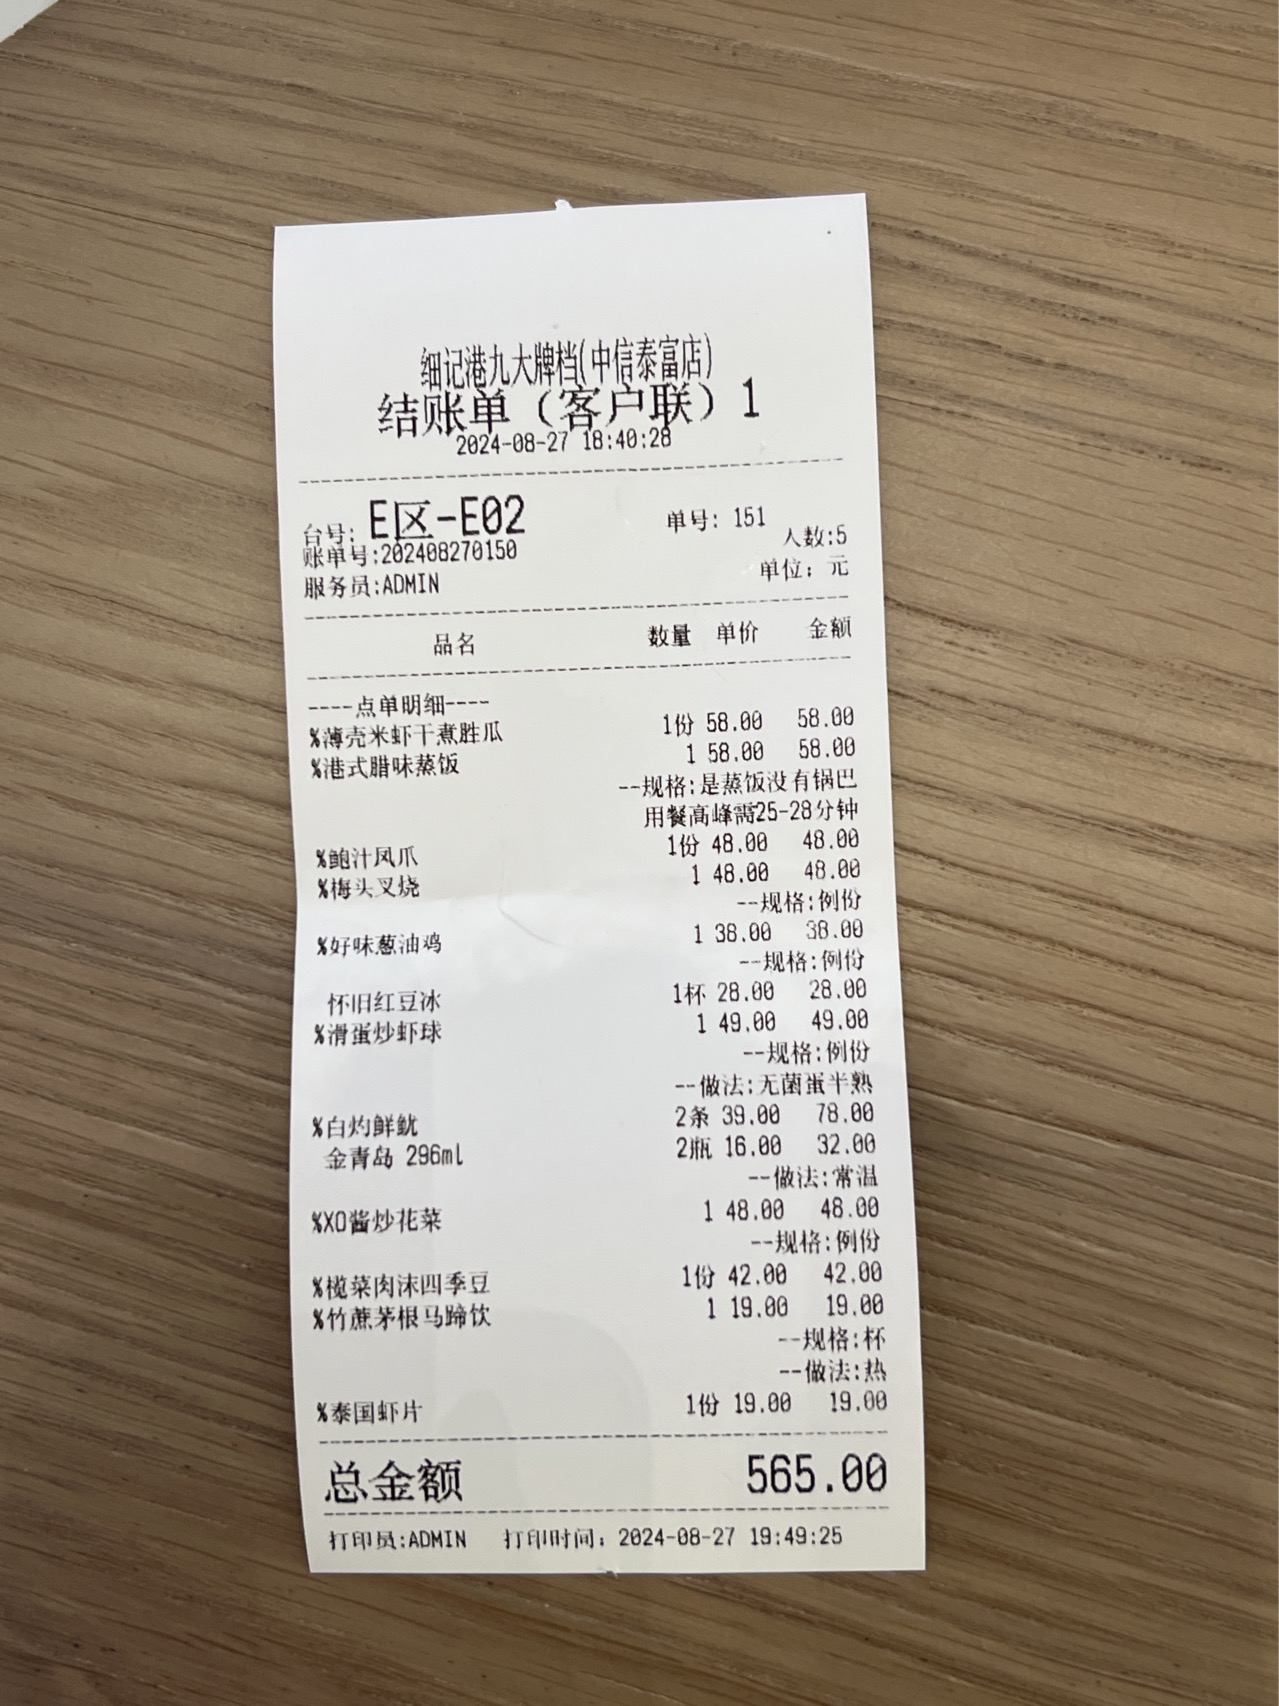 细记港九大牌档(中信泰富店)
结账单（客户联）1
2024-08-27 18:40:28
台号: E区-E02 单号: 151
账单号:202408270150 人数:5
服务员:ADMIN 单位：元
品名 数量 单价 金额
----点单明细----
%薄壳米虾干煮胜瓜 1份 58.00 58.00
%港式腊味蒸饭 1 58.00 58.00
--规格:是蒸饭没有锅巴
用餐高峰需25-28分钟
%鲍汁凤爪 1份 48.00 48.00
%梅头叉烧 1 48.00 48.00
--规格:例份
%好味葱油鸡 1 38.00 38.00
--规格:例份
怀旧红豆冰 1杯 28.00 28.00
%滑蛋炒虾球 1 49.00 49.00
--规格:例份
--做法:无菌蛋半熟
%白灼鲜鱿 2条 39.00 78.00
金青岛 296ml 2瓶 16.00 32.00
--做法:常温
%XO酱炒花菜 1 48.00 48.00
--规格:例份
%榄菜肉沫四季豆 1份 42.00 42.00
%竹蔗茅根马蹄饮 1 19.00 19.00
--规格:杯
--做法:热
%泰国虾片 1份 19.00 19.00
总金额 565.00
打印员:ADMIN 打印时间：2024-08-27 19:49:25